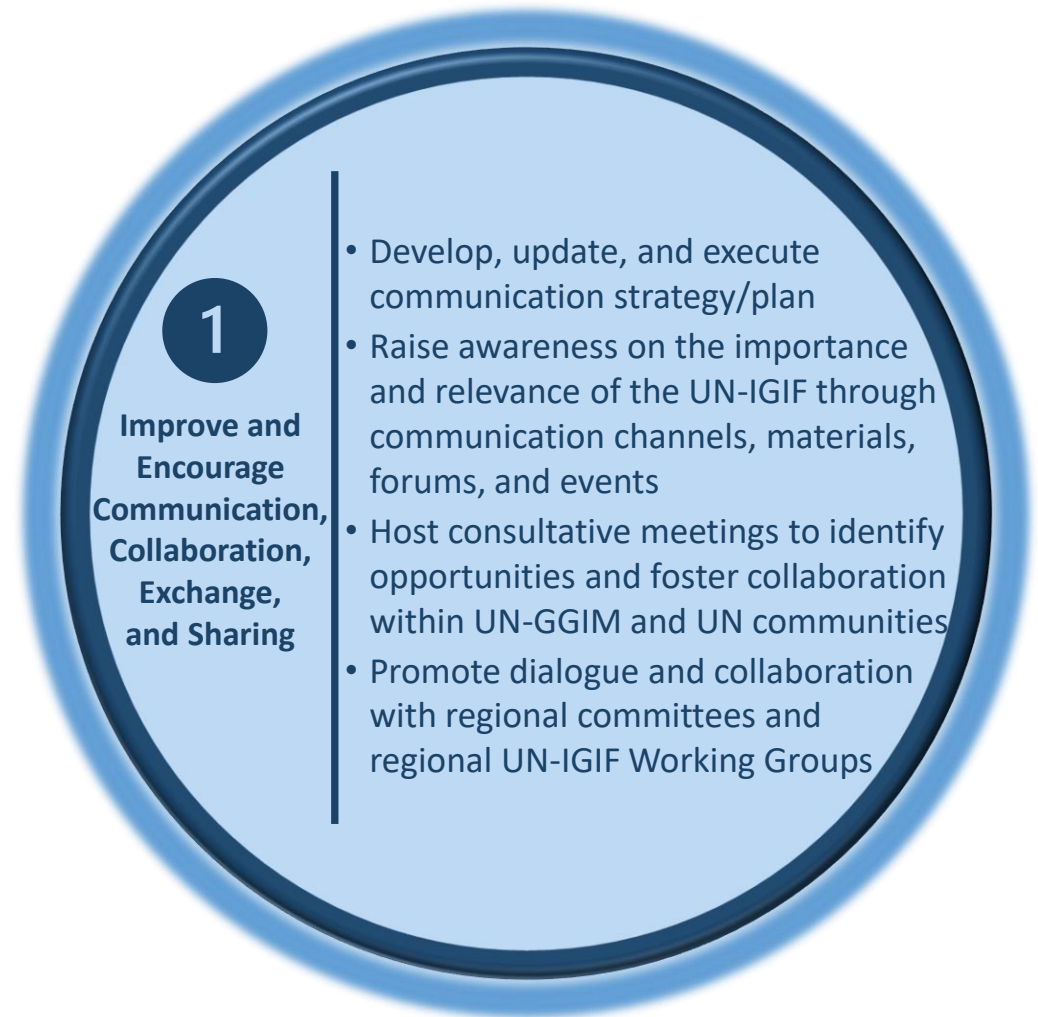 1
Improve and
Encourage
Communication,
Collaboration,
Exchange,
and Sharing
• Develop, update, and execute
communication strategy/plan
• Raise awareness on the importance
and relevance of the UN-IGIF through
communication channels, materials,
forums, and events
• Host consultative meetings to identify
opportunities and foster collaboration
within UN-GGIM and UN communities
• Promote dialogue and collaboration
with regional committees and
regional UN-IGIF Working Groups